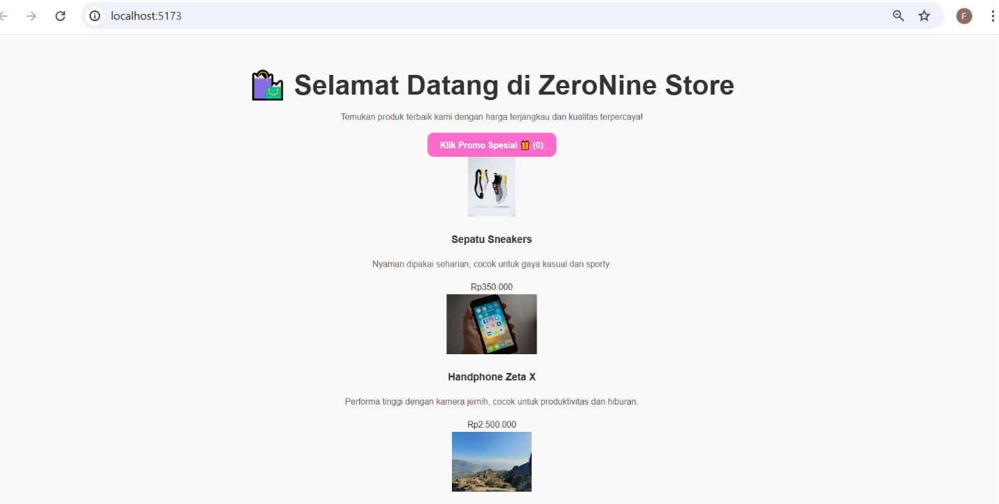 localhost:5173
F
Selamat Datang di ZeroNine Store
Temukan produk terbaik kami dengan harga terjangkau dan kualitas terpercaya!
Klik Promo Spesial 🎁 (0)
Sepatu Sneakers
Nyaman dipakai seharian, cocok untuk gaya kasual dan sporty.
Rp350.000
Handphone Zeta X
Performa tinggi dengan kamera jernih, cocok untuk produktivitas dan hiburan.
Rp2.500.000